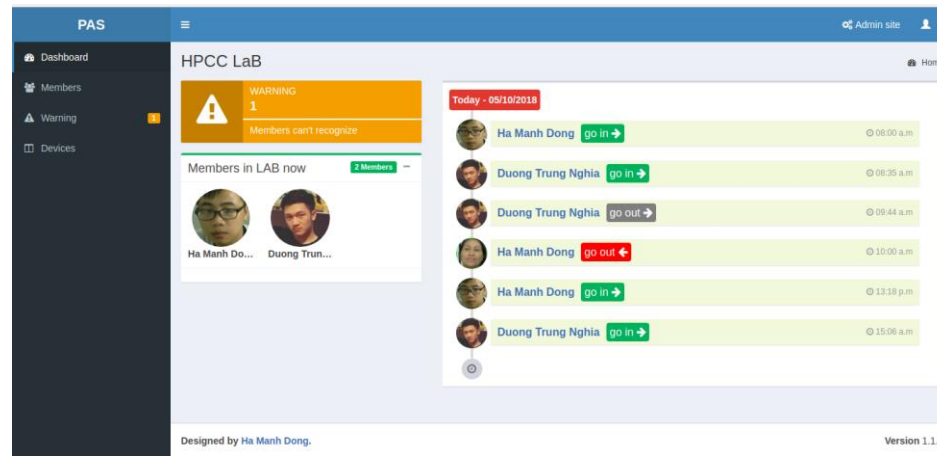 PAS
Admin site
Dashboard
Members
Warning 1
Devices
HPCC LaB
Hom
WARNING
1
Members can't recognize
Members in LAB now 2 Members
Ha Manh Do... Duong Trun...
Today - 05/10/2018
Ha Manh Dong go in 08:00 a.m
Duong Trung Nghia go in 08:35 a.m
Duong Trung Nghia go out 09:44 a.m
Ha Manh Dong go out 10:00 a.m
Ha Manh Dong go in 13:18 p.m
Duong Trung Nghia go in 15:06 a.m
Designed by Ha Manh Dong. Version 1.1.